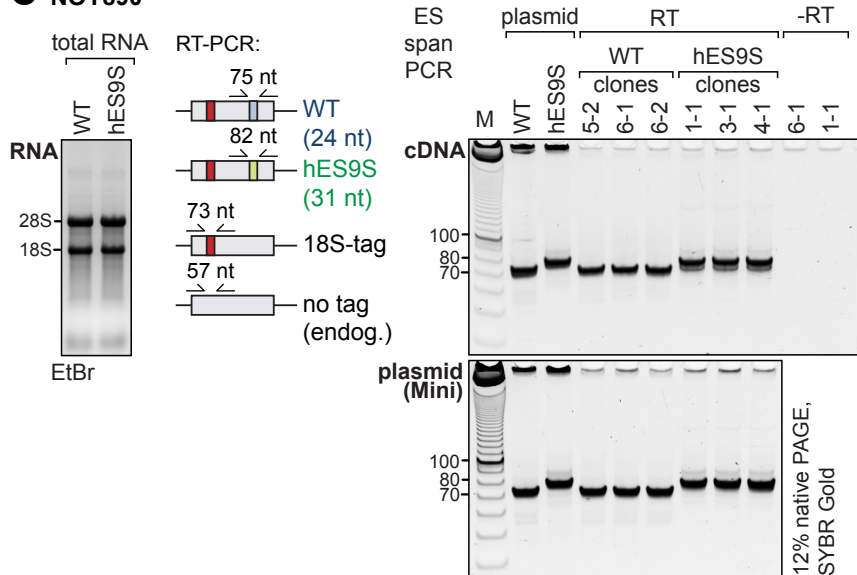 total RNA
WT
hES9S
RNA
28S
18S
EtBr
RT-PCR:
75 nt
WT
(24 nt)
82 nt
hES9S
(31 nt)
73 nt
18S-tag
57 nt
no tag
(endog.)
ES
span
PCR
plasmid
RT
-RT
WT
clones
hES9S
clones
M
WT
hES9S
5-2
6-1
6-2
1-1
3-1
4-1
6-1
1-1
cDNA
100
80
70
plasmid
(Mini)
100
80
70
12% native PAGE,
SYBR Gold